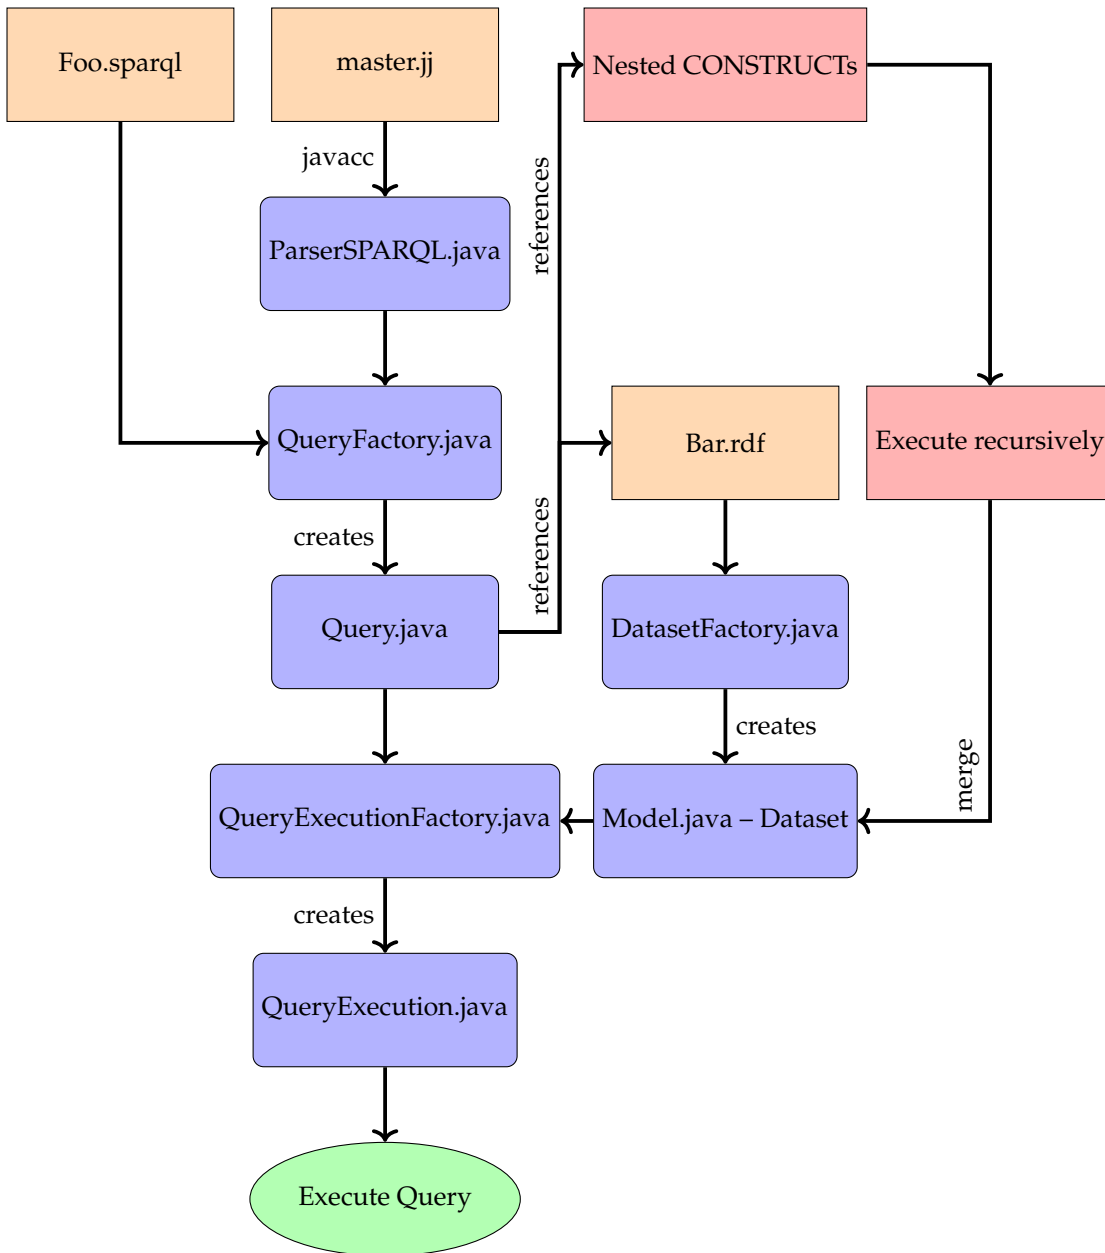 Foo.sparql
master.jj
Nested CONSTRUCTs
javacc
references
ParserSPARQL.java
QueryFactory.java
Bar.rdf
Execute recursively
creates
references
Query.java
DatasetFactory.java
creates
merge
QueryExecutionFactory.java
Model.java – Dataset
creates
QueryExecution.java
Execute Query